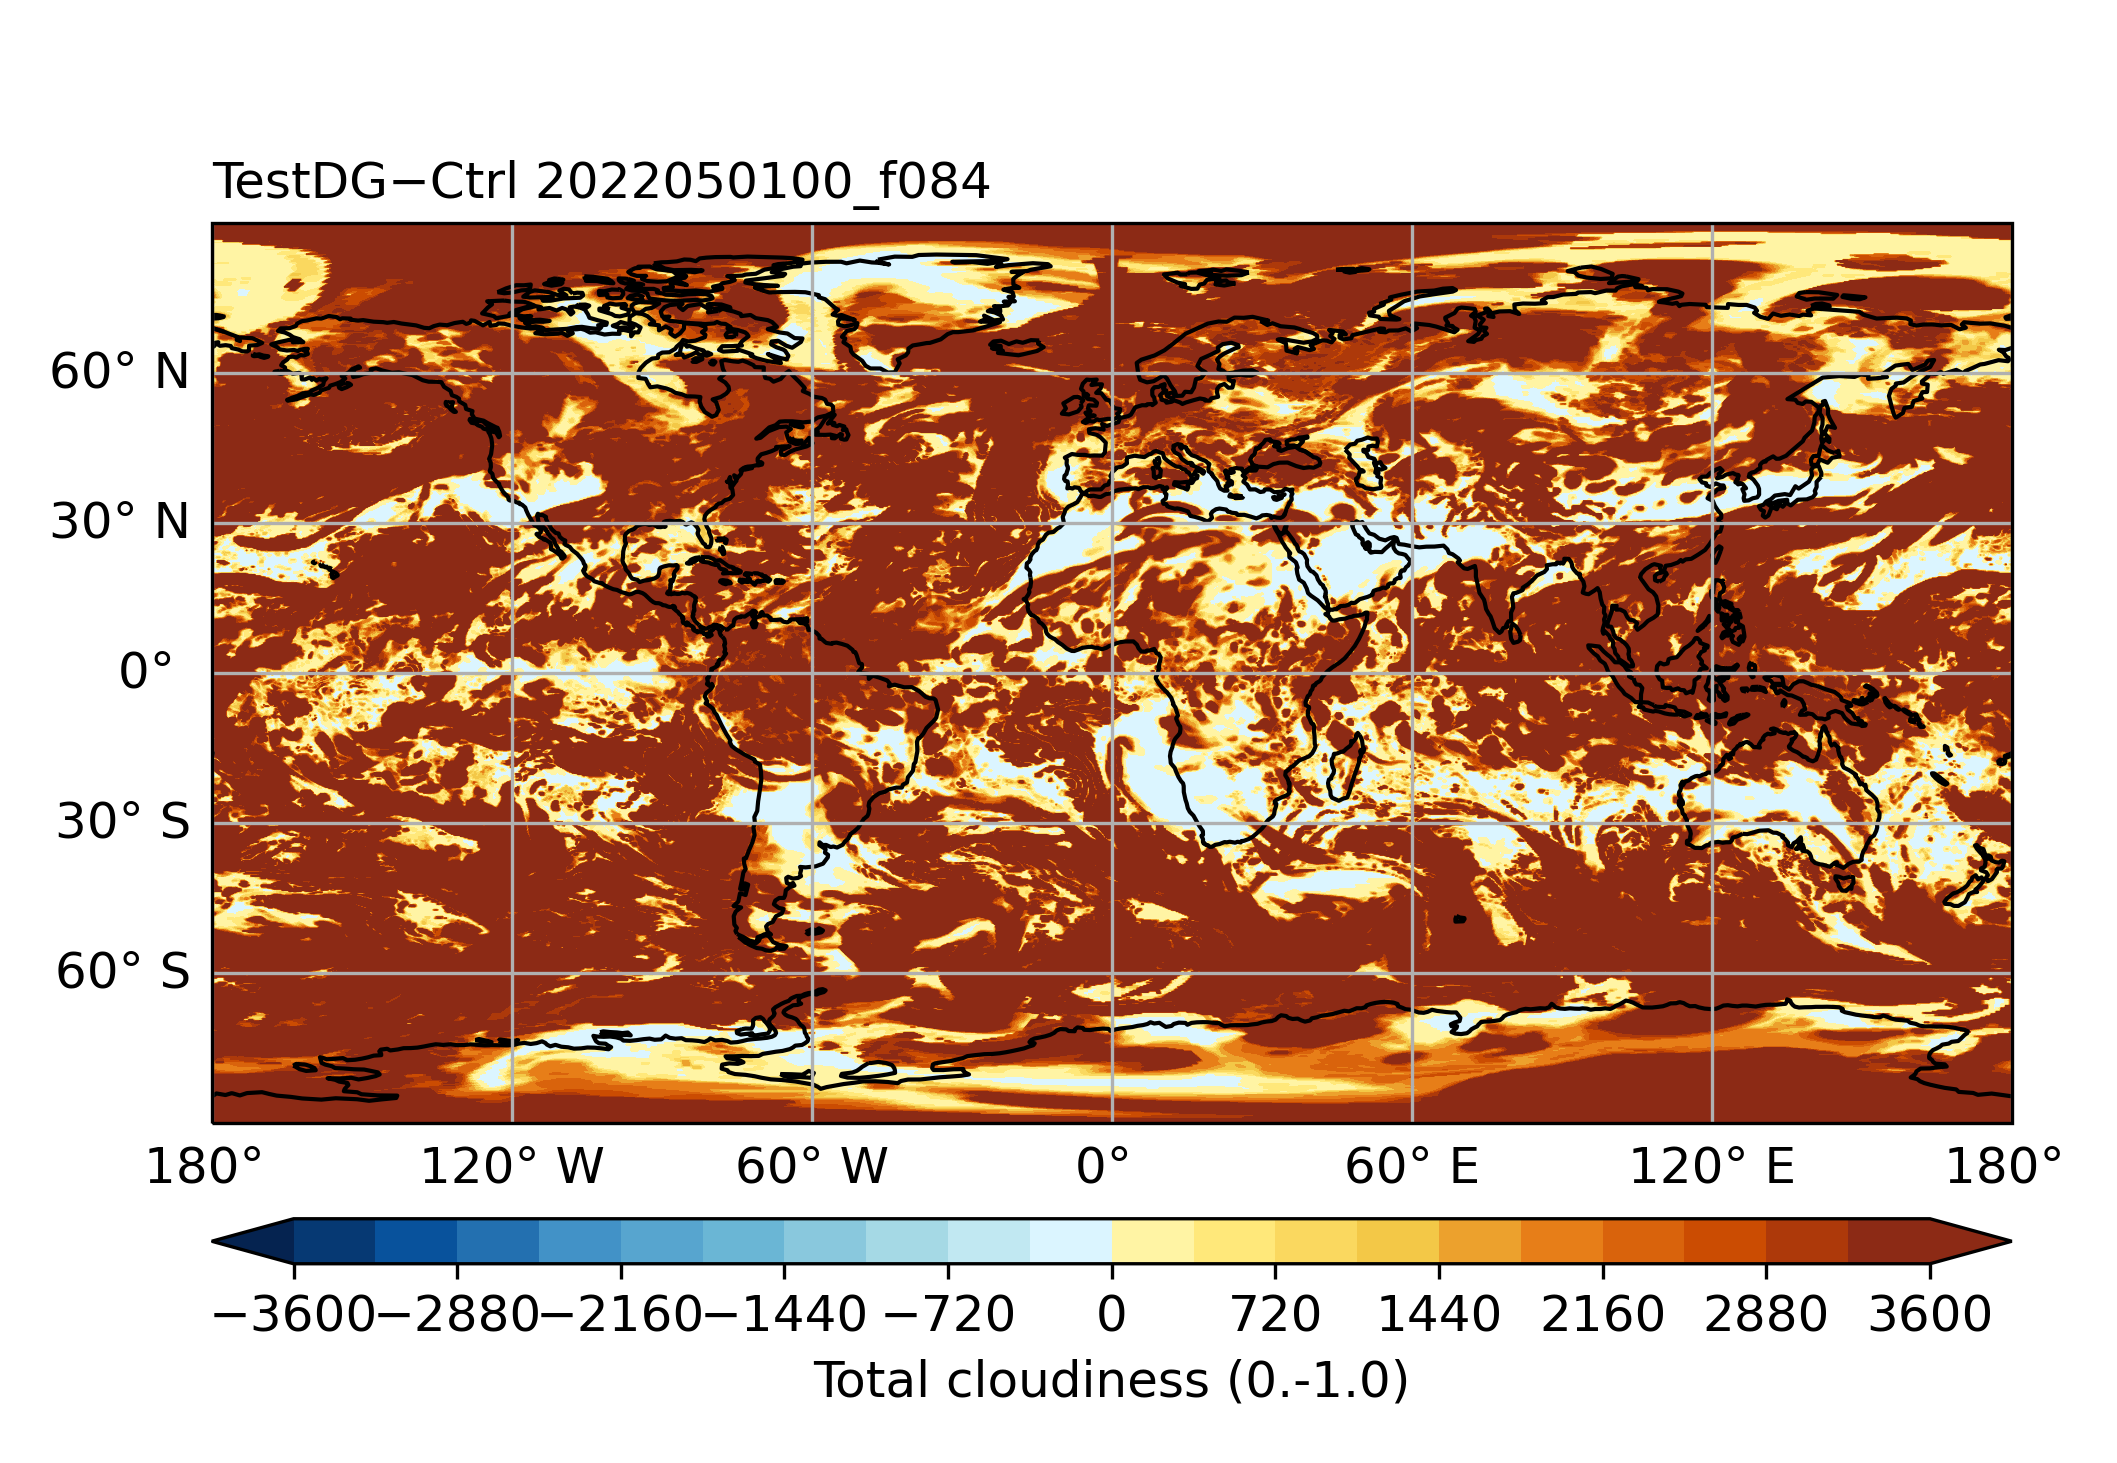 TestDG−Ctrl 2022050100_f084
60° N
30° N
0°
30° S
60° S
180° 120° W 60° W 0° 60° E 120° E 180°
−3600 −2880 −2160 −1440 −720 0 720 1440 2160 2880 3600
Total cloudiness (0.-1.0)